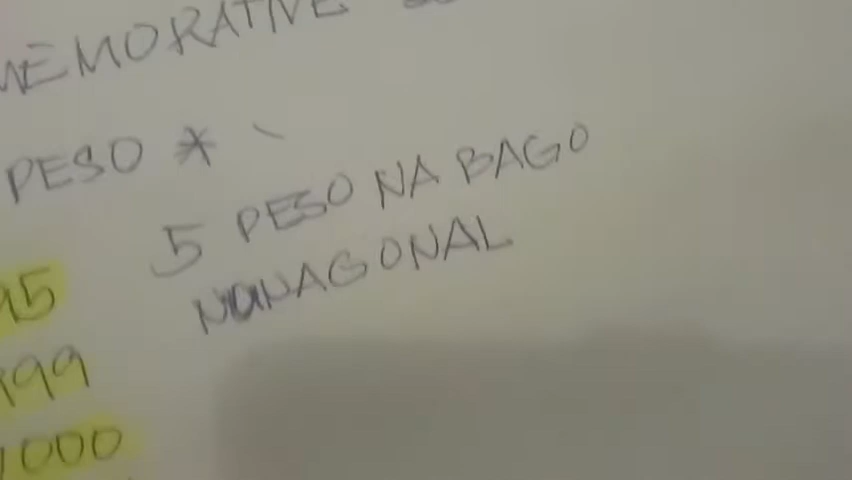 MEMORATIVE
PESO *
5 PESO NA BAGO
NONAGONAL
95
999
1000